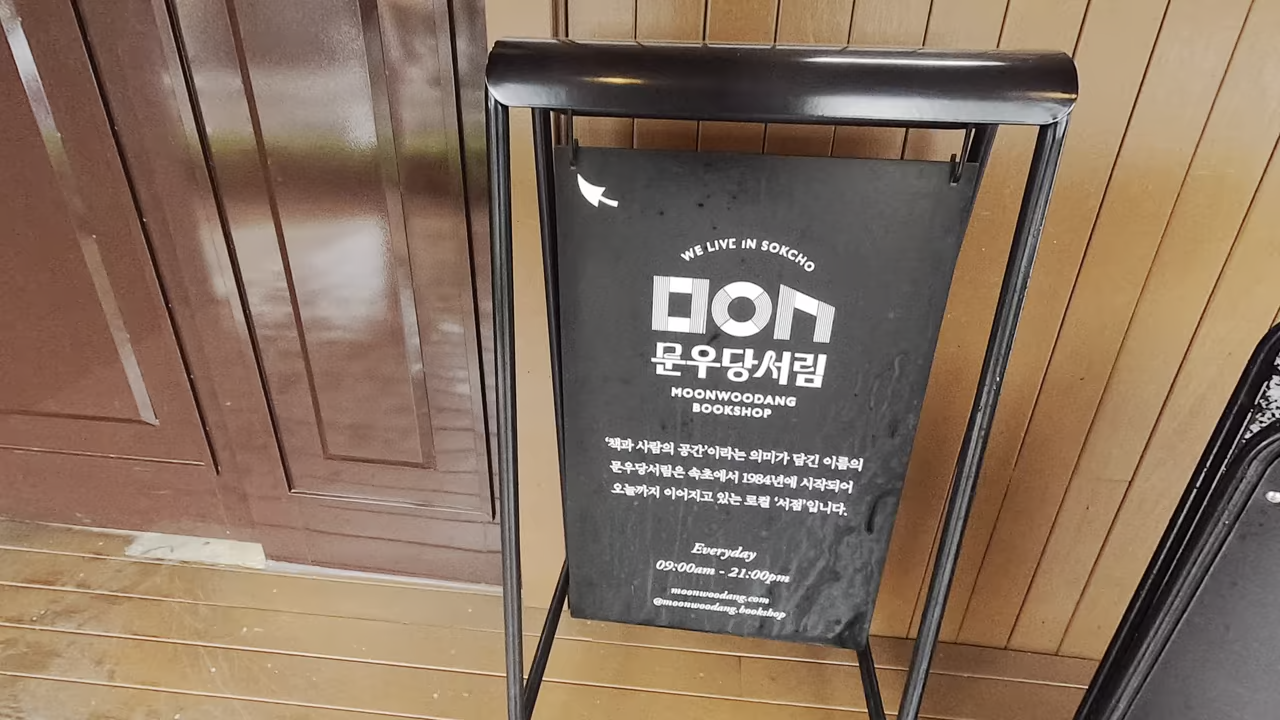 WE LIVE IN SOKCHO
문우당서림
MOONWOODANG
BOOKSHOP
'책과 사람의 공간'이라는 의미가 담긴 이름의
문우당서림은 속초에서 1984년에 시작되어
오늘까지 이어지고 있는 로컬 '서점'입니다.
Everyday
09:00am - 21:00pm
moonwoodang.com
@moonwoodang.bookshop